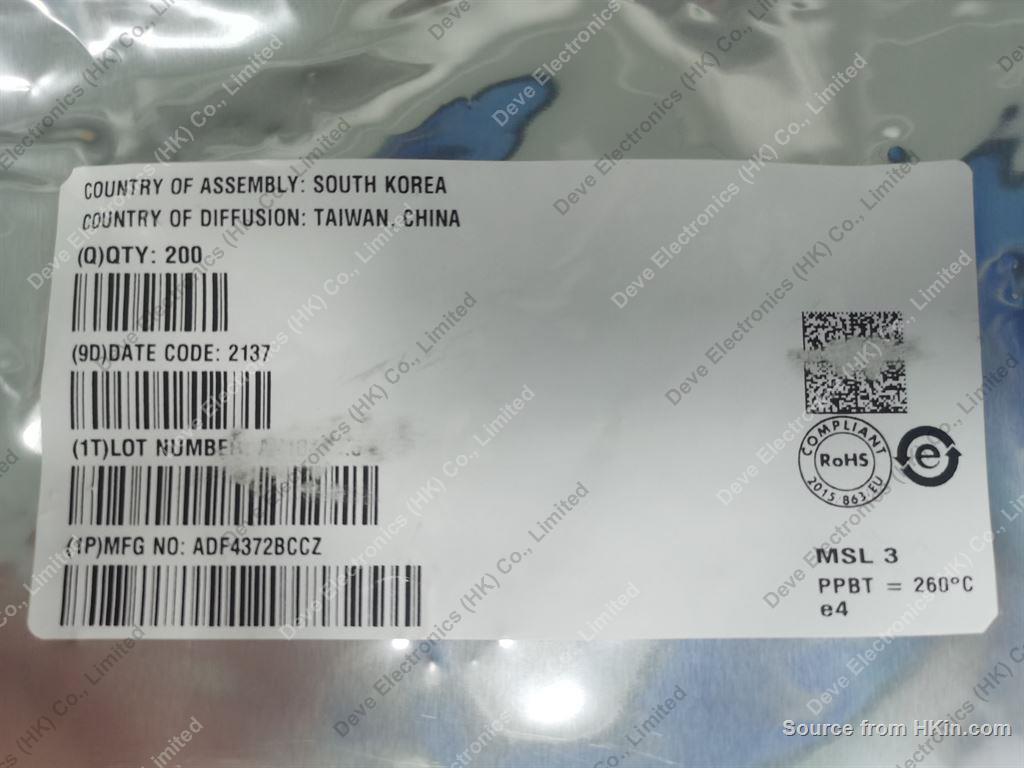 COUNTRY OF ASSEMBLY: SOUTH KOREA
COUNTRY OF DIFFUSION: TAIWAN, CHINA
(Q)QTY: 200
(9D)DATE CODE: 2137
(1T)LOT NUMBER:
(1P)MFG NO: ADF4372BCCZ
COMPLIANT
RoHS
2015/863/EU
e
MSL 3
PPBT = 260°C
e4
Deve Electronics (HK) Co., Limited
Source from HKin.com